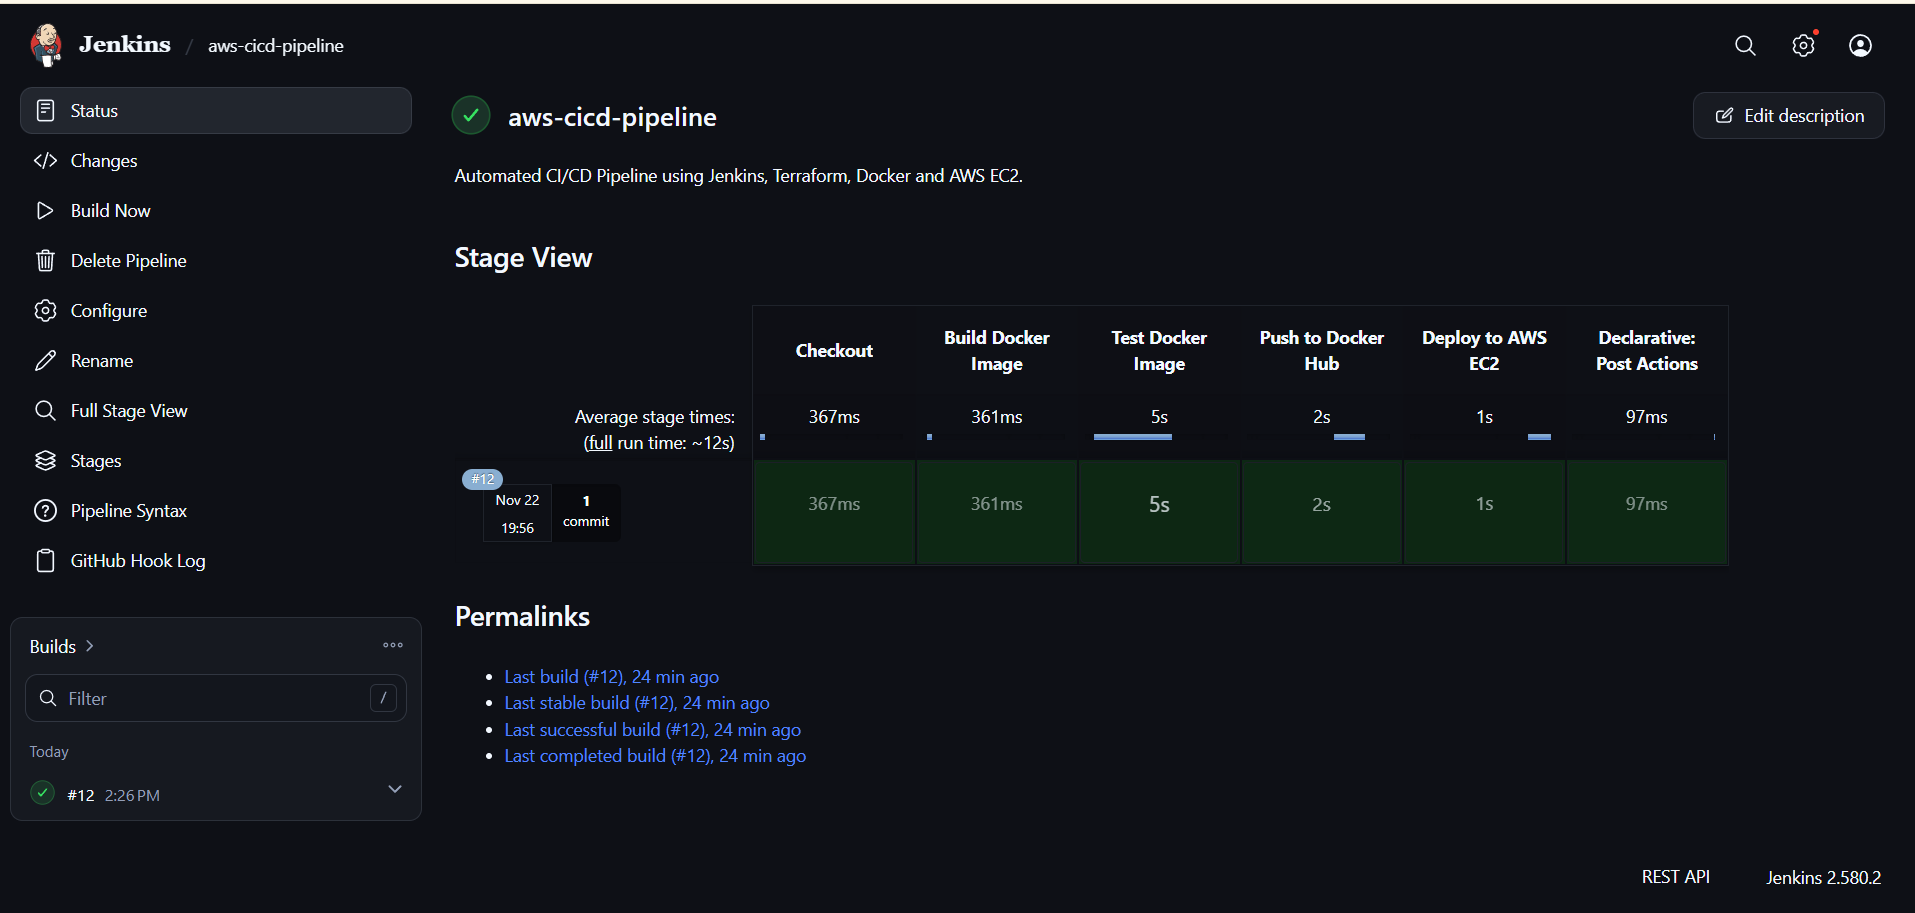 Jenkins / aws-cicd-pipeline
Status
Changes
Build Now
Delete Pipeline
Configure
Rename
Full Stage View
Stages
Pipeline Syntax
GitHub Hook Log
Builds
Filter /
Today
#12 2:26 PM
aws-cicd-pipeline
Edit description
Automated CI/CD Pipeline using Jenkins, Terraform, Docker and AWS EC2.
Stage View
Checkout
Build Docker
Image
Test Docker
Image
Push to Docker
Hub
Deploy to AWS
EC2
Declarative:
Post Actions
Average stage times:
(full run time: ~12s)
367ms 361ms 5s 2s 1s 97ms
#12
Nov 22
19:56
1
commit
367ms 361ms 5s 2s 1s 97ms
Permalinks
Last build (#12), 24 min ago
Last stable build (#12), 24 min ago
Last successful build (#12), 24 min ago
Last completed build (#12), 24 min ago
REST API Jenkins 2.580.2